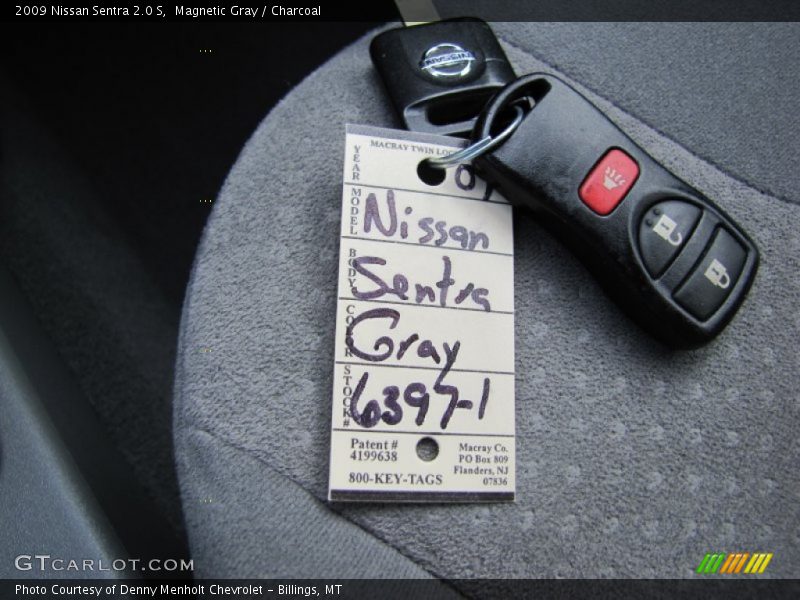 2009 Nissan Sentra 2.0 S, Magnetic Gray / Charcoal
NISSAN
MACRAY TWIN
YEAR 09
MODEL Nissan
BODY Sentra
COLOR Gray
STOCK# 6397-1
Patent #
4199638
800-KEY-TAGS
Macray Co.
PO Box 809
Flanders, NJ
07836
GTCARLOT.COM
Photo Courtesy of Denny Menholt Chevrolet - Billings, MT